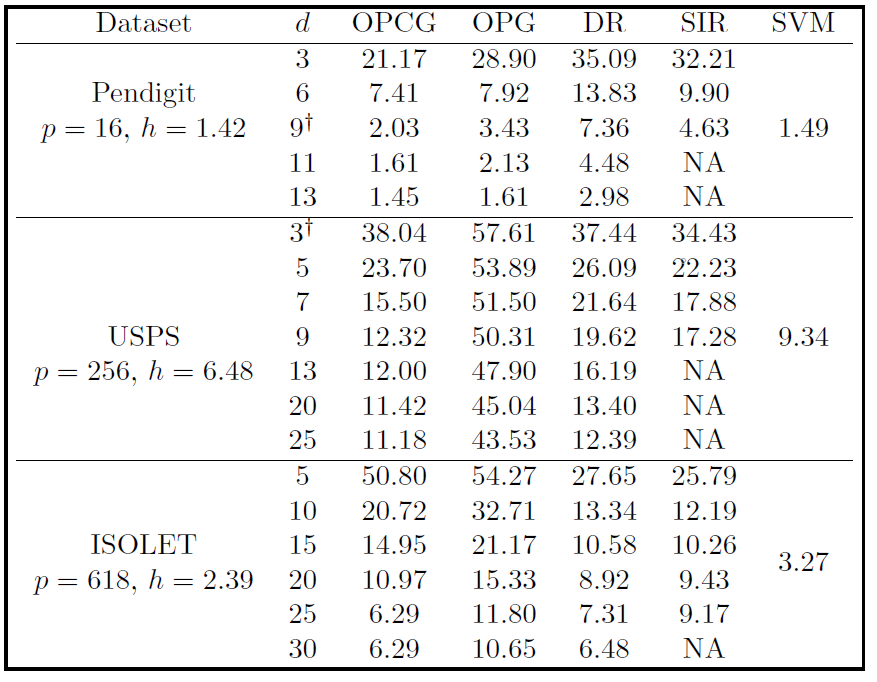 Dataset d OPCG OPG DR SIR SVM
3 21.17 28.90 35.09 32.21
Pendigit 6 7.41 7.92 13.83 9.90
p = 16, h = 1.42 9† 2.03 3.43 7.36 4.63 1.49
11 1.61 2.13 4.48 NA
13 1.45 1.61 2.98 NA
3† 38.04 57.61 37.44 34.43
5 23.70 53.89 26.09 22.23
7 15.50 51.50 21.64 17.88
USPS 9 12.32 50.31 19.62 17.28 9.34
p = 256, h = 6.48 13 12.00 47.90 16.19 NA
20 11.42 45.04 13.40 NA
25 11.18 43.53 12.39 NA
5 50.80 54.27 27.65 25.79
10 20.72 32.71 13.34 12.19
ISOLET 15 14.95 21.17 10.58 10.26 3.27
p = 618, h = 2.39 20 10.97 15.33 8.92 9.43
25 6.29 11.80 7.31 9.17
30 6.29 10.65 6.48 NA